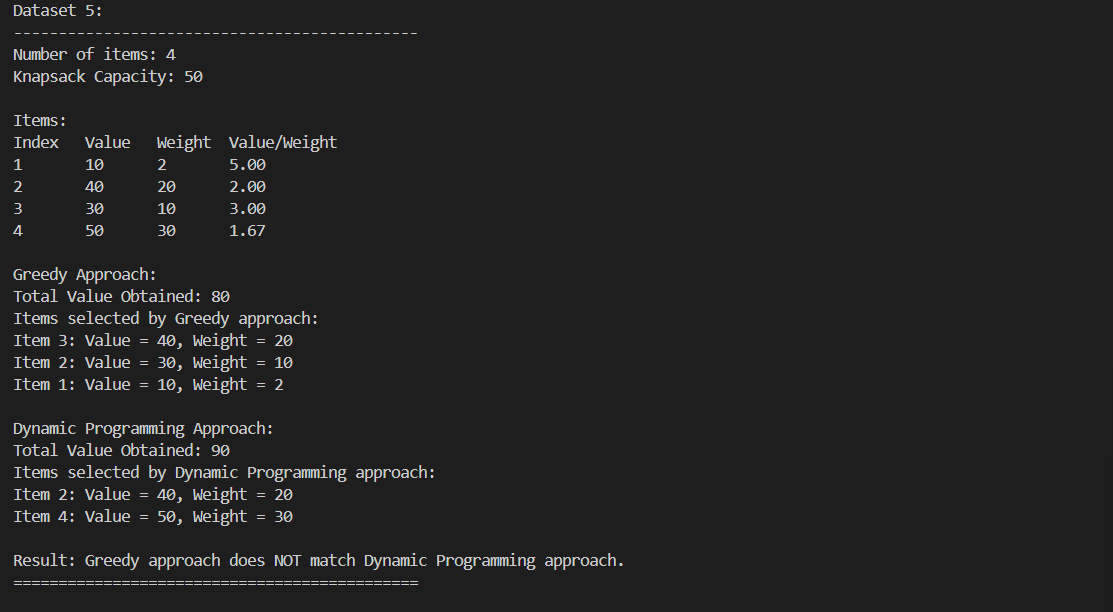 Dataset 5:
---------------------------------------------
Number of items: 4
Knapsack Capacity: 50
Items:
Index Value Weight Value/Weight
1 10 2 5.00
2 40 20 2.00
3 30 10 3.00
4 50 30 1.67
Greedy Approach:
Total Value Obtained: 80
Items selected by Greedy approach:
Item 3: Value = 40, Weight = 20
Item 2: Value = 30, Weight = 10
Item 1: Value = 10, Weight = 2
Dynamic Programming Approach:
Total Value Obtained: 90
Items selected by Dynamic Programming approach:
Item 2: Value = 40, Weight = 20
Item 4: Value = 50, Weight = 30
Result: Greedy approach does NOT match Dynamic Programming approach.
=============================================